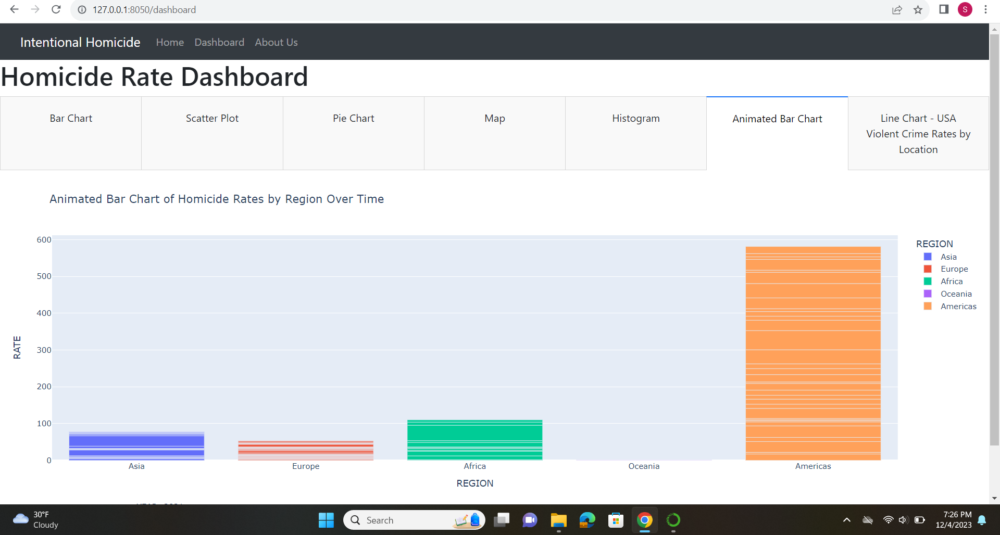 127.0.0.1:8050/dashboard
S
Intentional Homicide Home Dashboard About Us
Homicide Rate Dashboard
Bar Chart
Scatter Plot
Pie Chart
Map
Histogram
Animated Bar Chart
Line Chart - USA
Violent Crime Rates by
Location
Animated Bar Chart of Homicide Rates by Region Over Time
600
500
400
300
200
100
0
RATE
Asia
Europe
Africa
Oceania
Americas
REGION
REGION
Asia
Europe
Africa
Oceania
Americas
30°F
Cloudy
Search
7:26 PM
12/4/2023